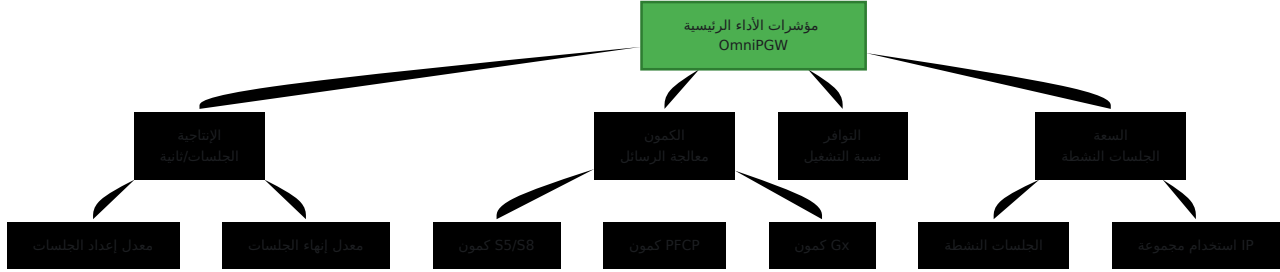 مؤشرات الأداء الرئيسية
OmniPGW
الإنتاجية
الجلسات/ثانية
الكمون
معالجة الرسائل
التوافر
نسبة التشغيل
السعة
الجلسات النشطة
معدل إعداد الجلسات
معدل إنهاء الجلسات
كمون S5/S8
كمون PFCP
كمون Gx
الجلسات النشطة
استخدام مجموعة IP